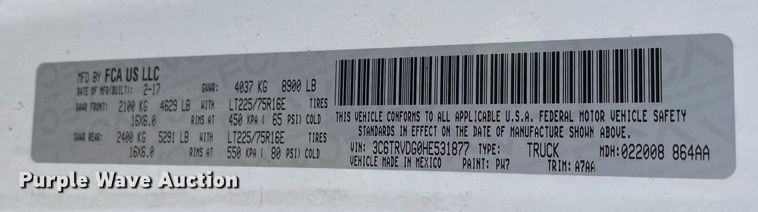 MFD BY FCA US LLC
DATE OF MFR(BUILT): 2-17 GVWR: 4037 KG 8900 LB
GAWR FRONT: 2100 KG 4629 LB WITH LT225/75R16E TIRES
16X6.0 RIMS AT 450 KPA ( 65 PSI) COLD
GAWR REAR: 2400 KG 5291 LB WITH LT225/75R16E TIRES
16X6.0 RIMS AT 550 KPA ( 80 PSI) COLD
THIS VEHICLE CONFORMS TO ALL APPLICABLE U.S.A. FEDERAL MOTOR VEHICLE SAFETY
STANDARDS IN EFFECT ON THE DATE OF MANUFACTURE SHOWN ABOVE.
VIN: 3C6TRVDG0HE531877 TYPE: TRUCK MDH: 022008 864AA
VEHICLE MADE IN MEXICO PAINT: PW7 TRIM: A7AA
Purple Wave Auction